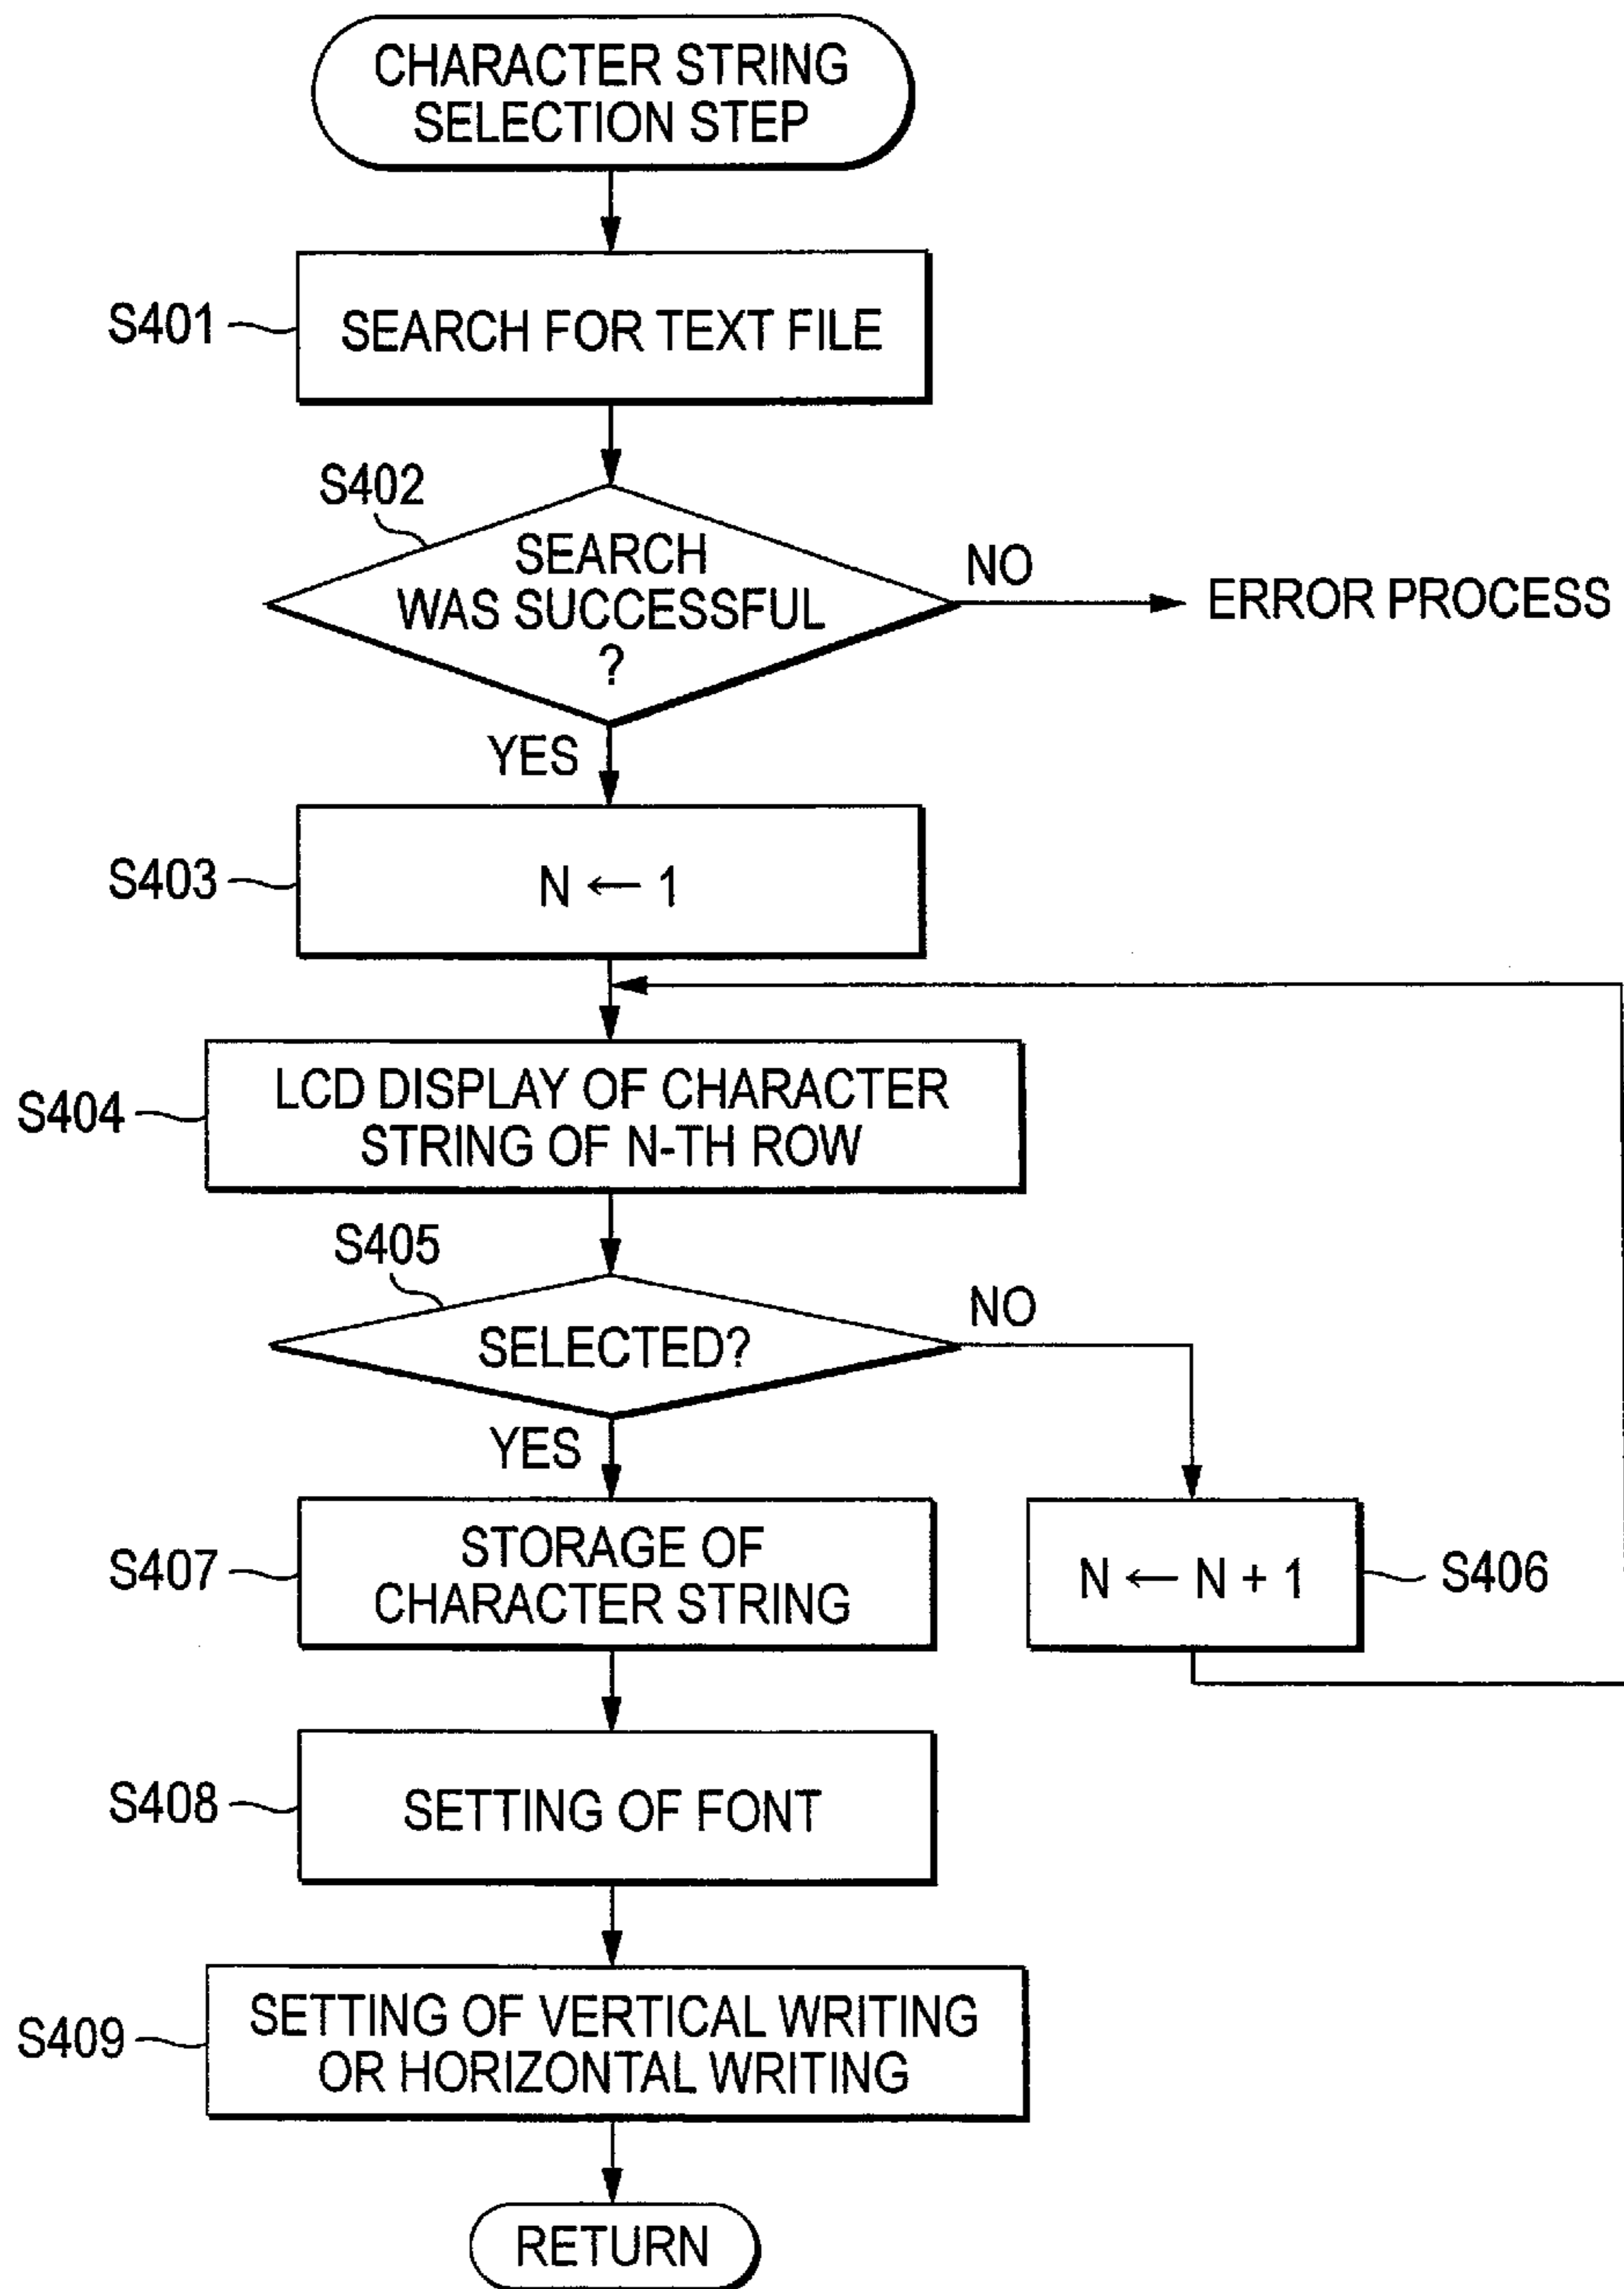 CHARACTER STRING
SELECTION STEP
S401
SEARCH FOR TEXT FILE
S402
SEARCH
WAS SUCCESSFUL
?
NO
ERROR PROCESS
YES
S403
N ← 1
S404
LCD DISPLAY OF CHARACTER
STRING OF N-TH ROW
S405
SELECTED?
NO
YES
S407
STORAGE OF
CHARACTER STRING
N ← N + 1
S406
S408
SETTING OF FONT
S409
SETTING OF VERTICAL WRITING
OR HORIZONTAL WRITING
RETURN